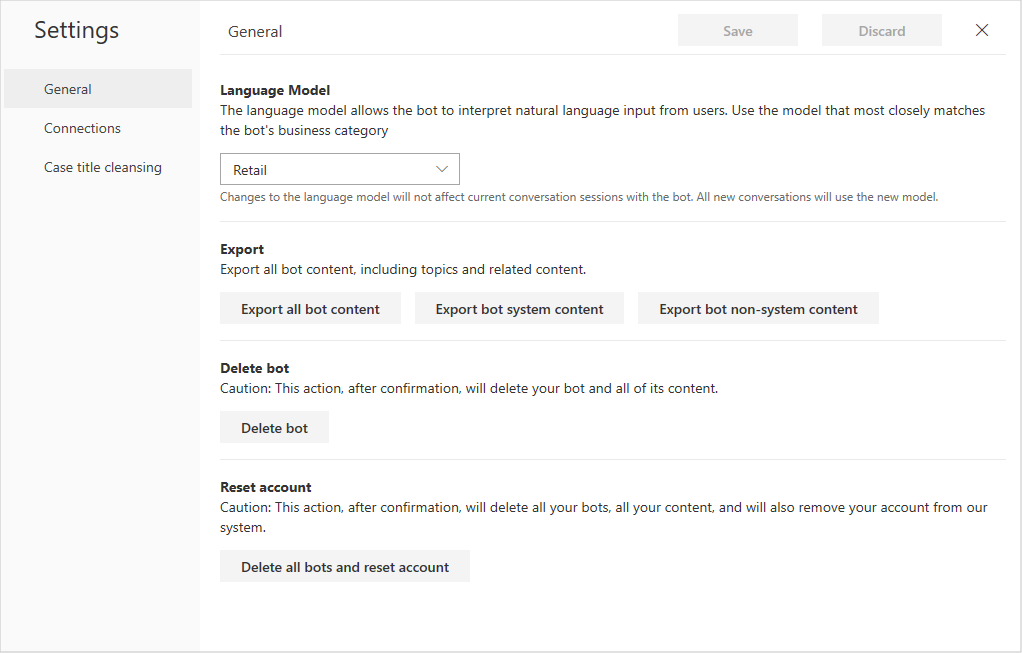 Settings
General
Connections
Case title cleansing
General
Save
Discard
Language Model
The language model allows the bot to interpret natural language input from users. Use the model that most closely matches
the bot's business category
Retail
Changes to the language model will not affect current conversation sessions with the bot. All new conversations will use the new model.
Export
Export all bot content, including topics and related content.
Export all bot content
Export bot system content
Export bot non-system content
Delete bot
Caution: This action, after confirmation, will delete your bot and all of its content.
Delete bot
Reset account
Caution: This action, after confirmation, will delete all your bots, all your content, and will also remove your account from our
system.
Delete all bots and reset account